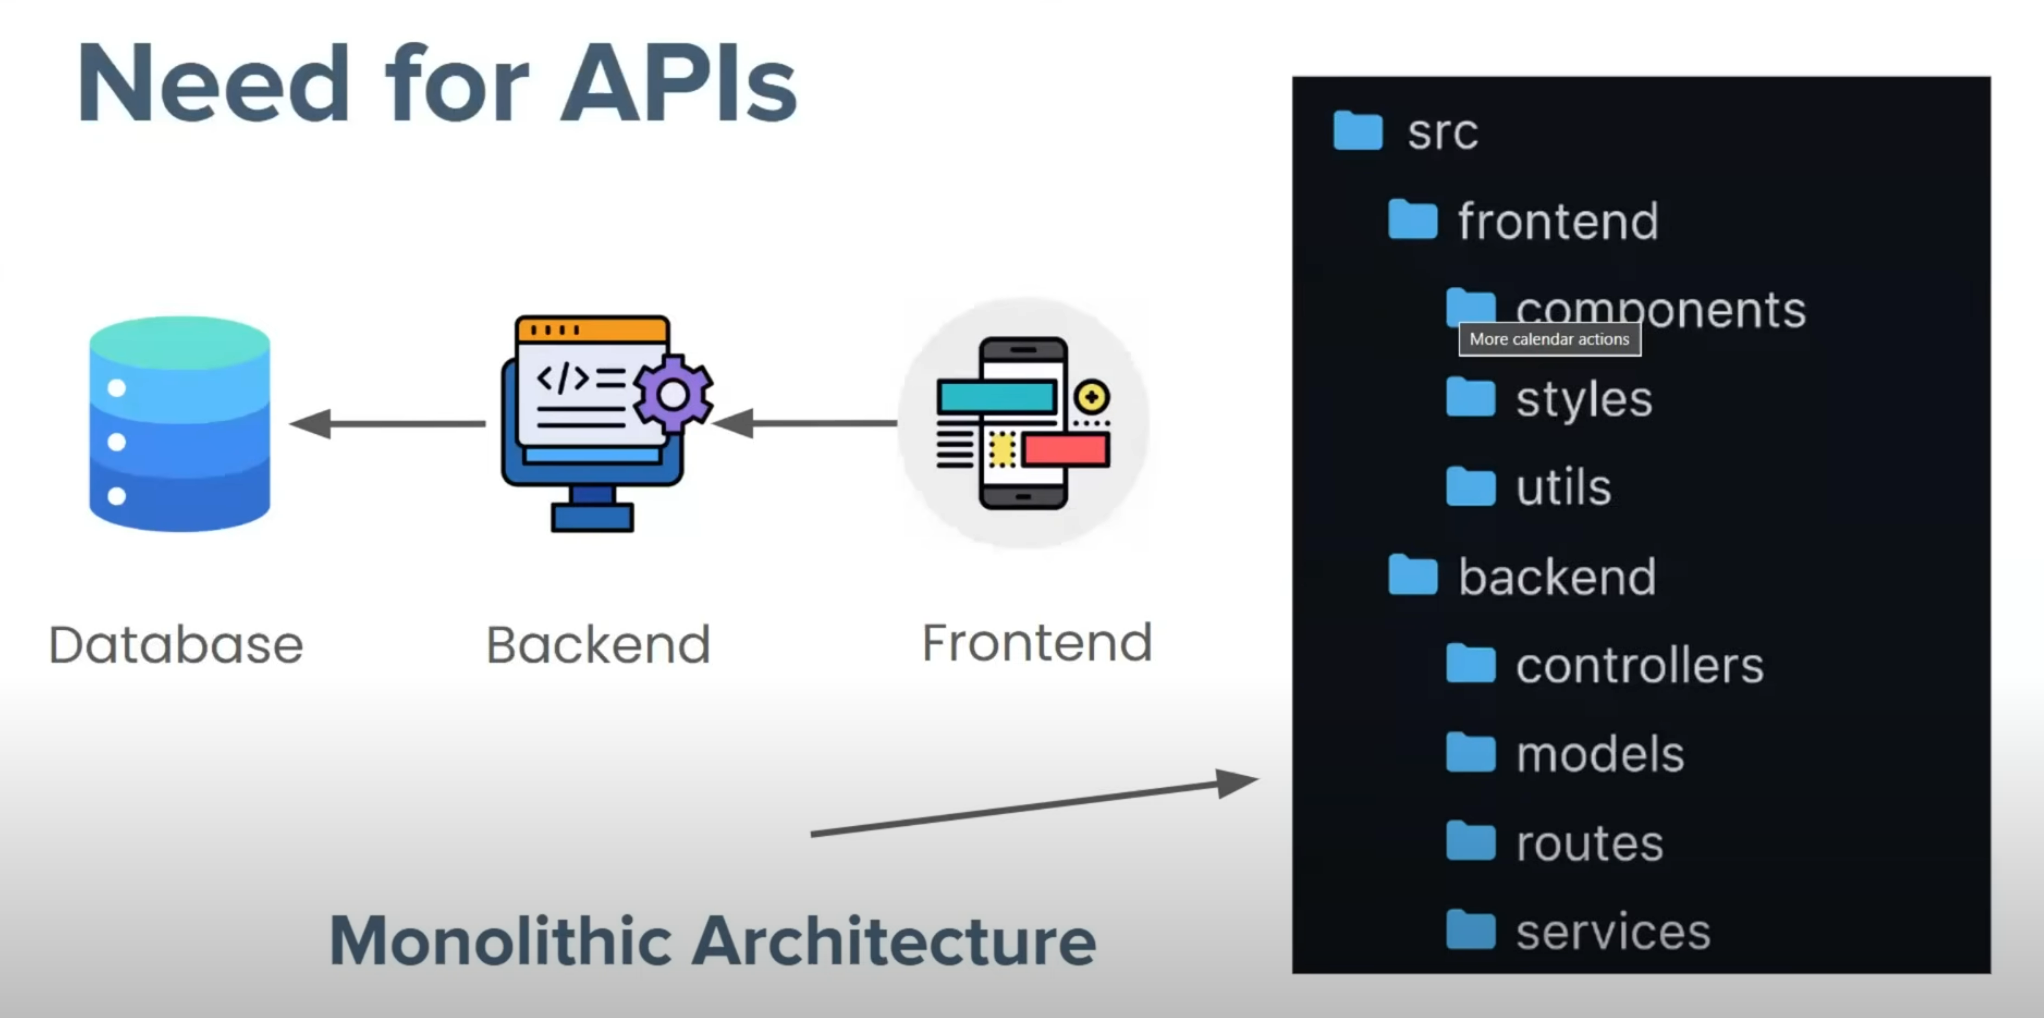 Need for APIs
Database
Backend
Frontend
Monolithic Architecture
src
frontend
components
More calendar actions
styles
utils
backend
controllers
models
routes
services